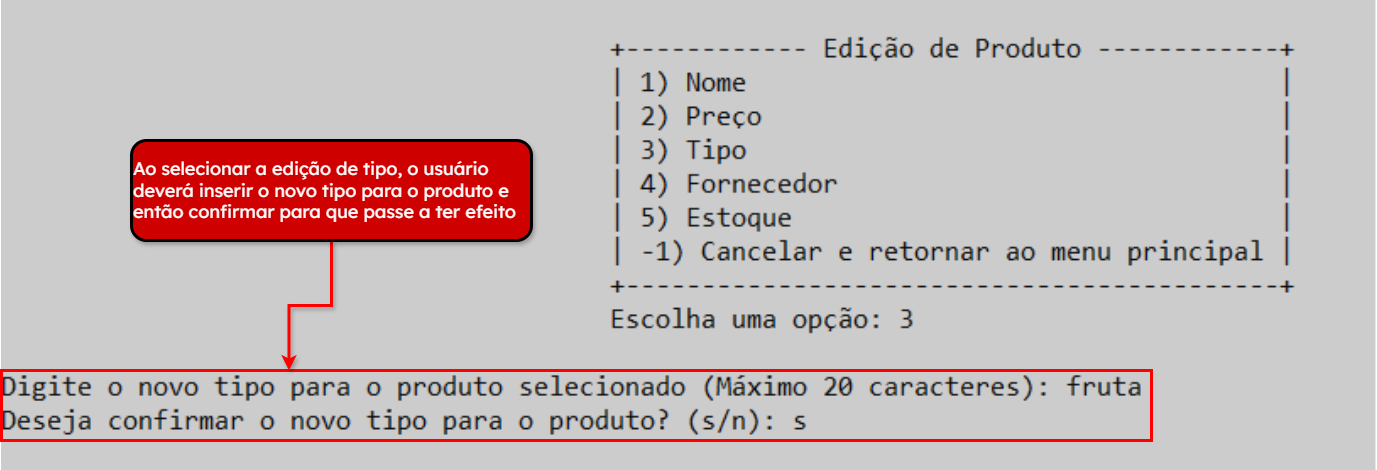 +------------ Edição de Produto ------------+
| 1) Nome |
| 2) Preço |
| 3) Tipo |
| 4) Fornecedor |
| 5) Estoque |
| -1) Cancelar e retornar ao menu principal |
+-------------------------------------------+
Escolha uma opção: 3
Ao selecionar a edição de tipo, o usuário
deverá inserir o novo tipo para o produto e
então confirmar para que passe a ter efeito
Digite o novo tipo para o produto selecionado (Máximo 20 caracteres): fruta
Deseja confirmar o novo tipo para o produto? (s/n): s